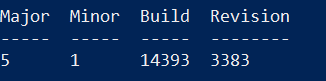 Major  Minor  Build  Revision
-----  -----  -----  --------
5      1      14393  3383